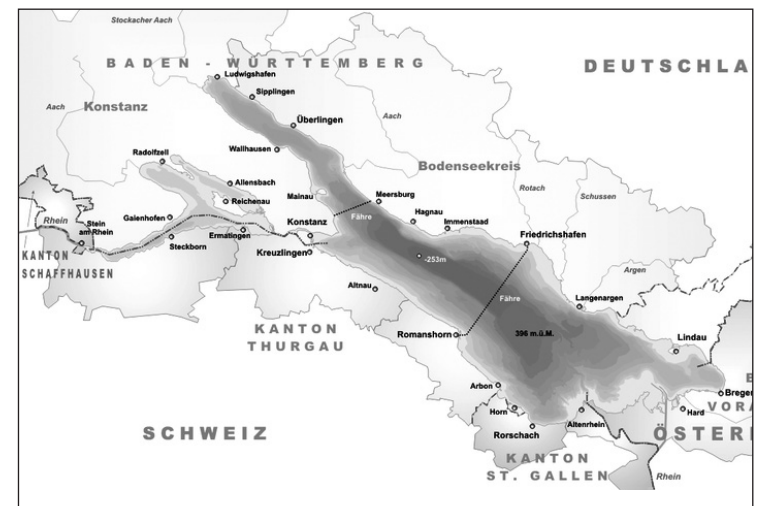 Stockacher Aach
BADEN - WÜRTTEMBERG
DEUTSCHLA
Ludwigshafen
Sipplingen
Aach
Konstanz
Aach
Überlingen
Wallhausen
Radolfzell
Bodenseekreis
Allensbach
Mainau
Meersburg
Rotach
Schussen
Reichenau
Fähre
Hagnau
Immenstaad
Rhein
Stein
am Rhein
Gaienhofen
Konstanz
Steckborn
Ermatingen
Kreuzlingen
Friedrichshafen
KANTON
SCHAFFHAUSEN
-253m
Argen
Altnau
Fähre
Langenargen
KANTON
THURGAU
Romanshorn
396 m.ü.M.
Lindau
Arbon
Horn
Bregen
VORA
Hard
SCHWEIZ
Rorschach
Altenrhein
ÖSTERR
KANTON
ST. GALLEN
Rhein